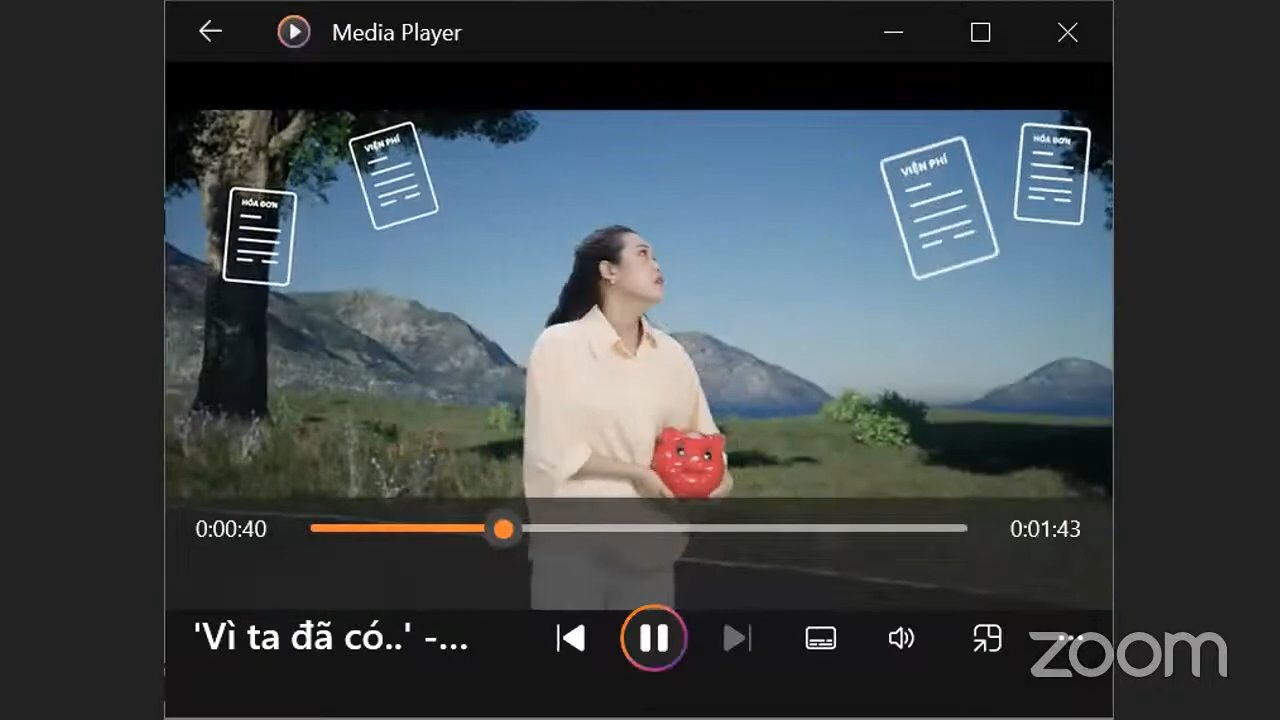 Media Player
VIỆN PHÍ
HÓA ĐƠN
VIỆN PHÍ
HÓA ĐƠN
0:00:40
0:01:43
'Vì ta đã có..' -...
zoom